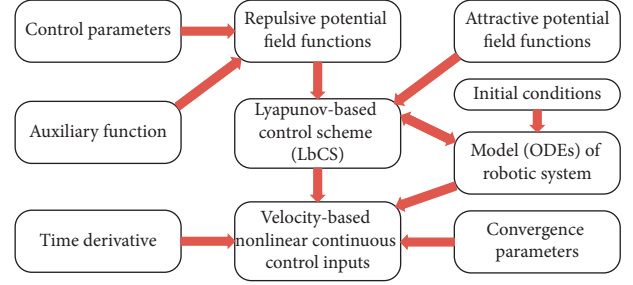 Control parameters
Repulsive potential
field functions
Attractive potential
field functions
Initial conditions
Auxiliary function
Lyapunov-based
control scheme
(LbCS)
Model (ODEs) of
robotic system
Time derivative
Velocity-based
nonlinear continuous
control inputs
Convergence
parameters